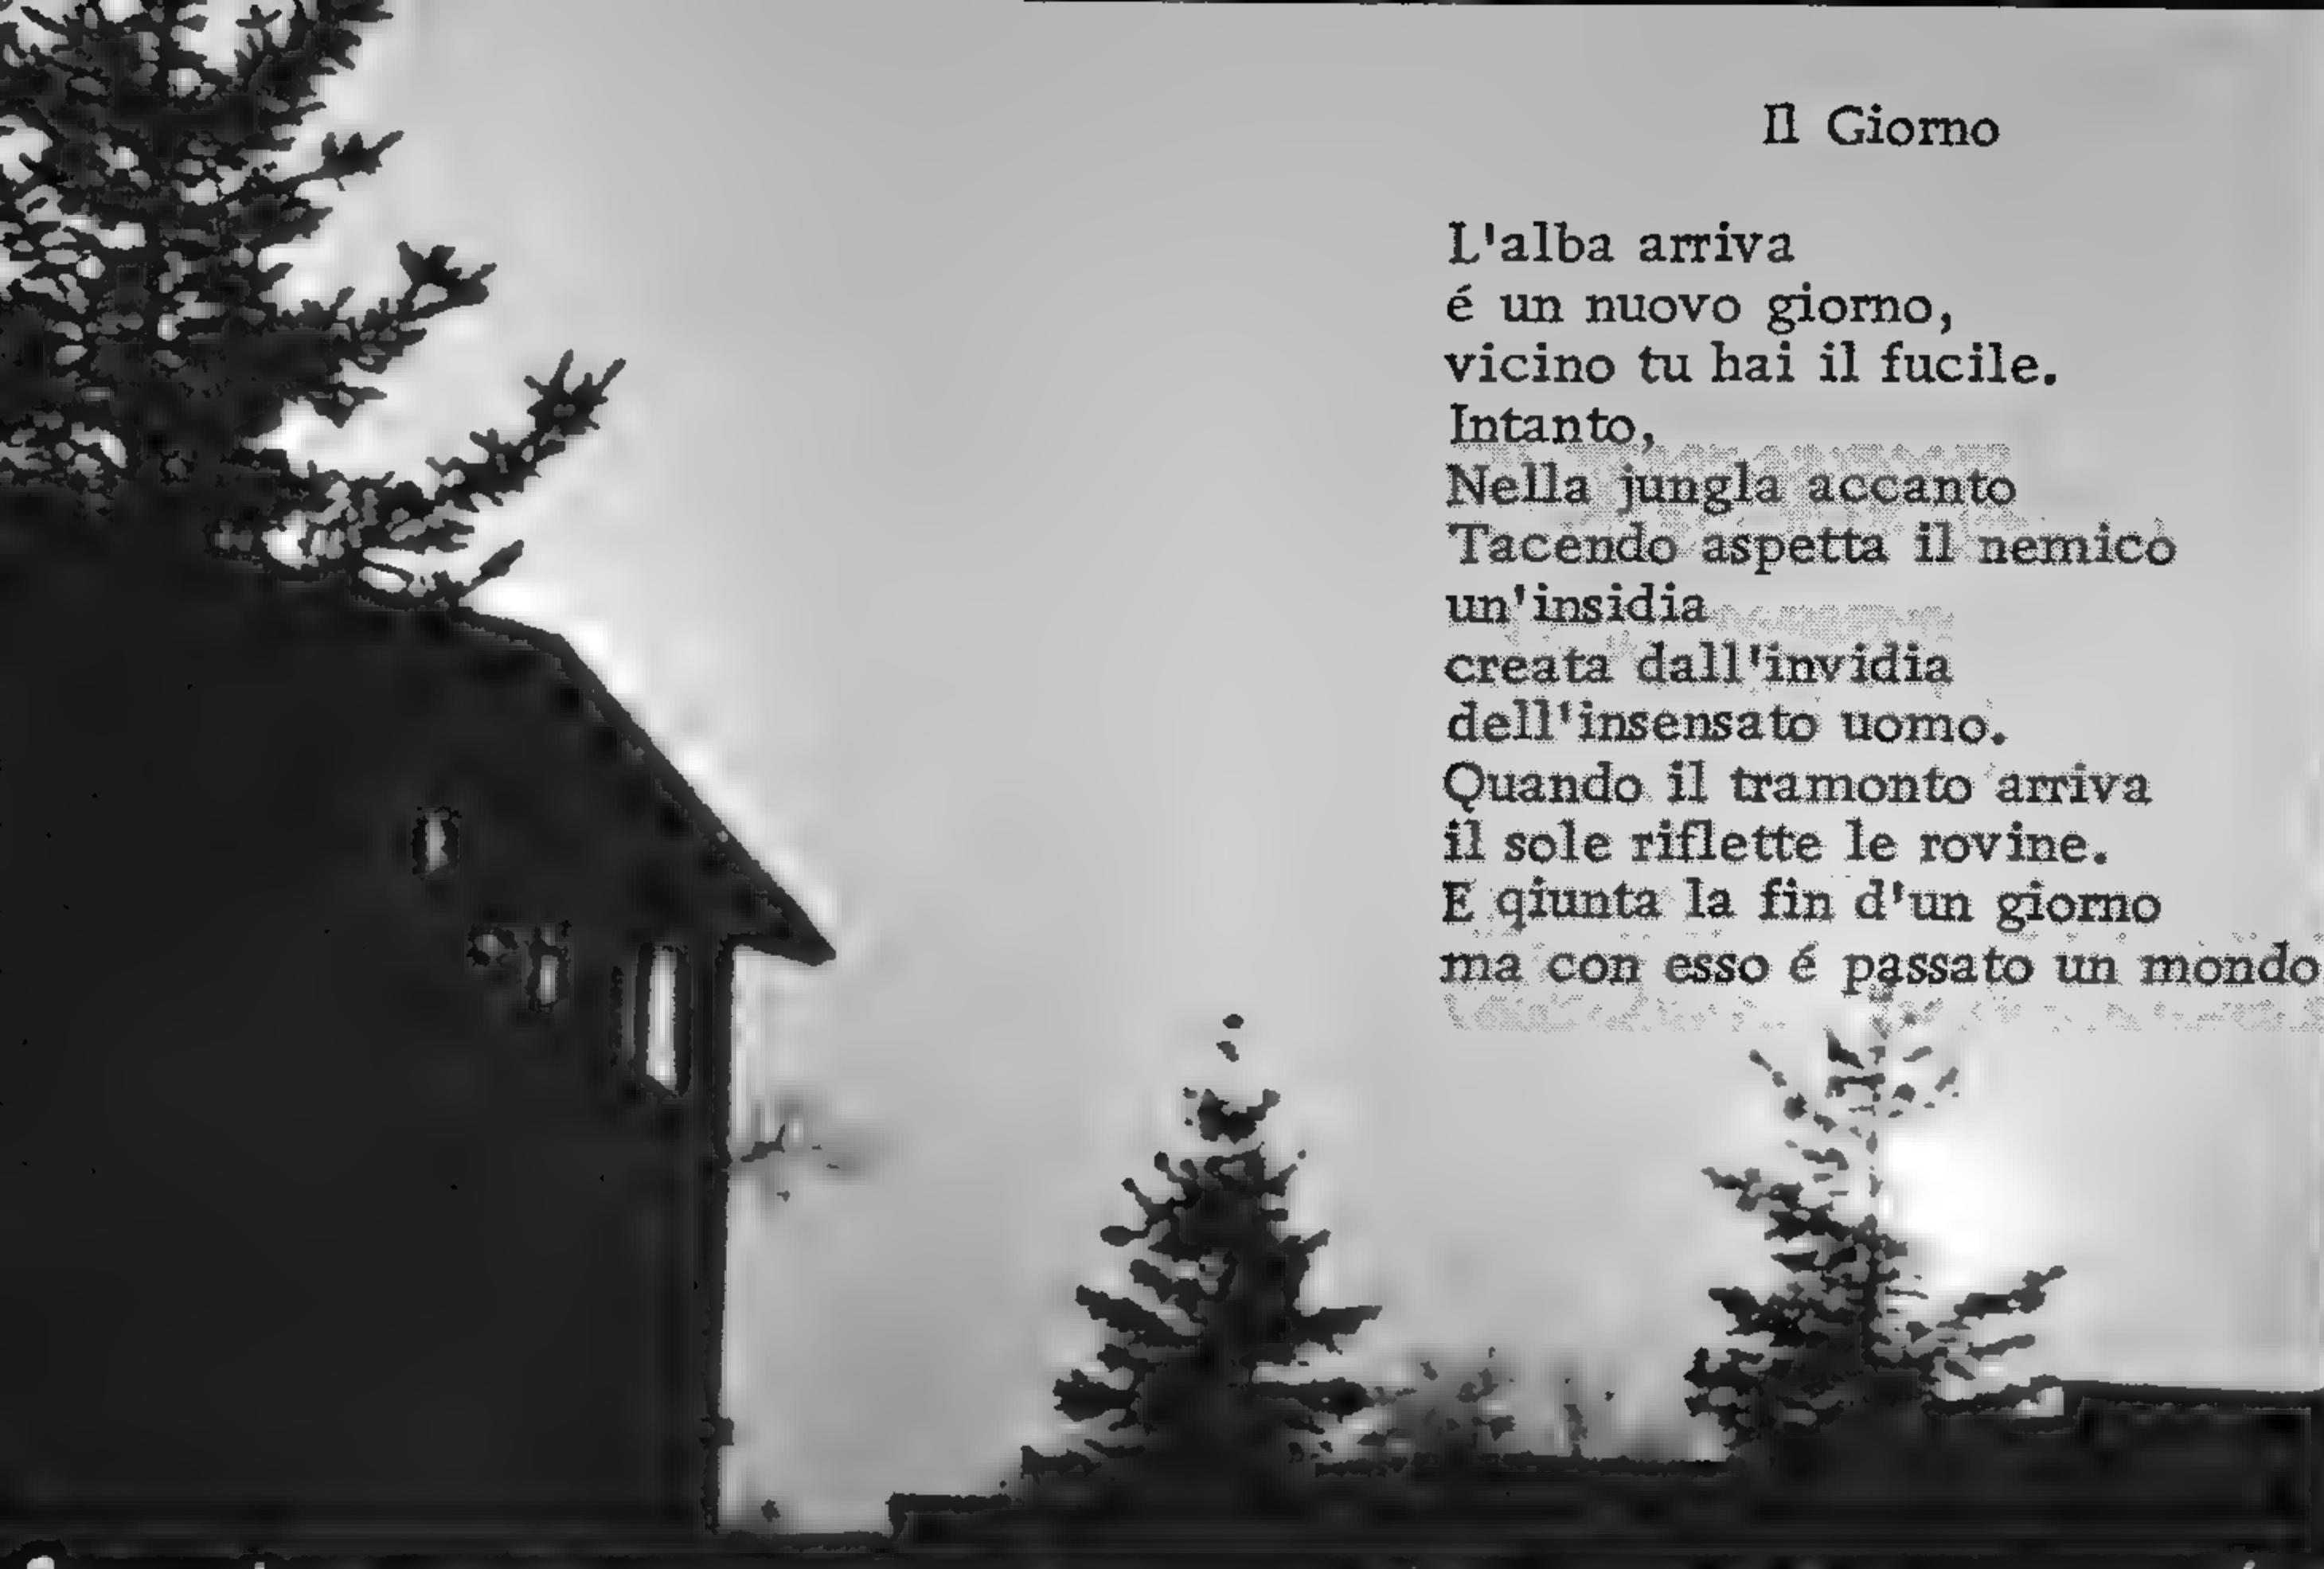 Il Giorno
L'alba arriva
é un nuovo giorno,
vicino tu hai il fucile.
Intanto,
Nella jungla accanto
Tacendo aspetta il nemico
un'insidia
creata dall'invidia
dell'insensato uomo.
Quando il tramonto arriva
il sole riflette le rovine.
E qiunta la fin d'un giorno
ma con esso é passato un mondo